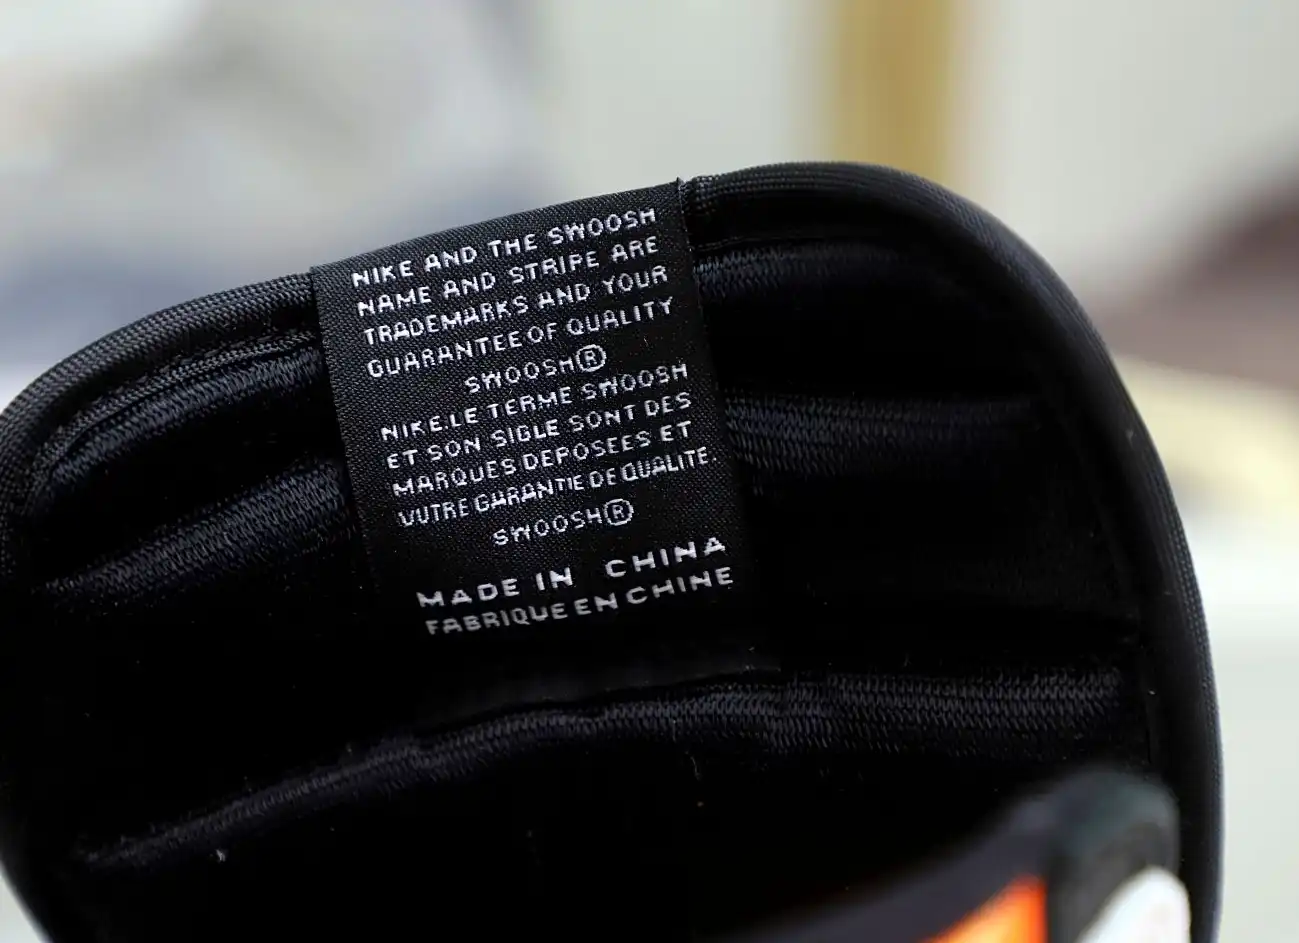 NIKE AND THE SWOOSH
NAME AND STRIPE ARE
TRADEMARKS AND YOUR
GUARANTEE OF QUALITY
SWOOSH®
NIKE.LE TERME SWOOSH
ET SON SIGLE SONT DES
MARQUES DEPOSEES ET
VUTRE GARANTIE DE QUALITE.
SWOOSH®
MADE IN CHINA
FABRIQUE EN CHINE